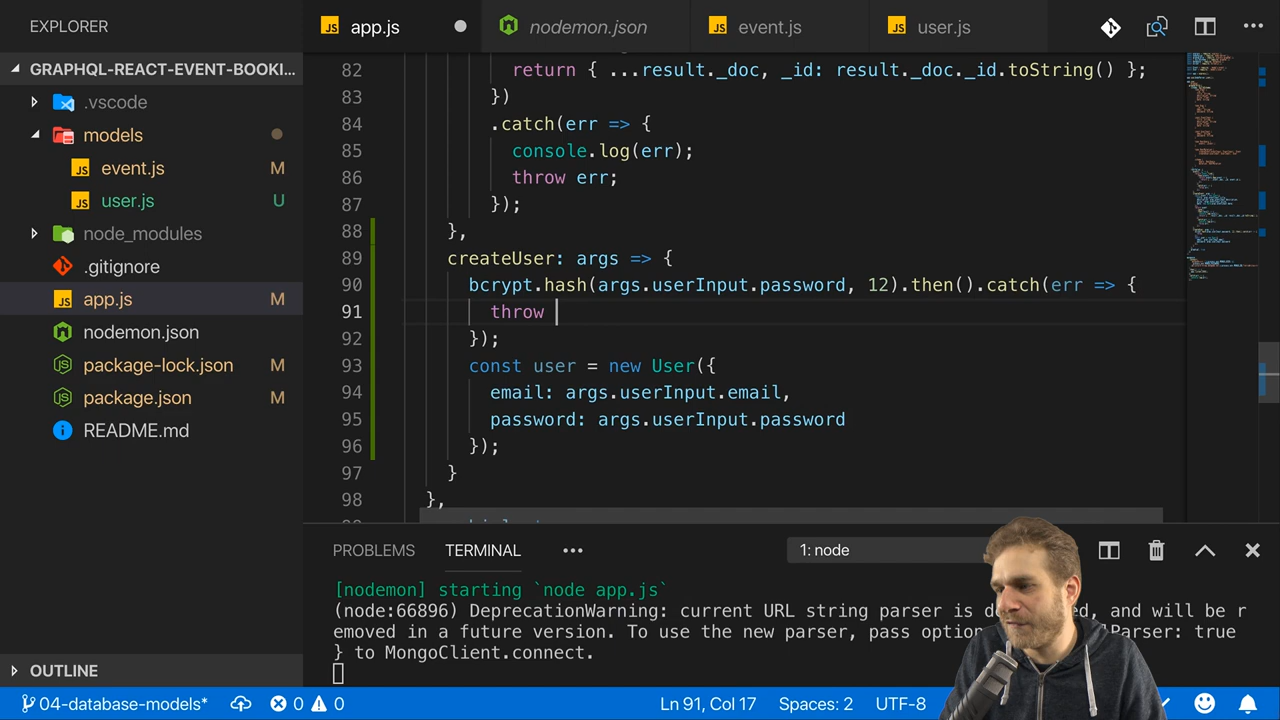 EXPLORER
app.js
nodemon.json
event.js
user.js
GRAPHQL-REACT-EVENT-BOOKI...
.vscode
models
event.js M
user.js U
node_modules
.gitignore
app.js M
nodemon.json
package-lock.json M
package.json M
README.md
OUTLINE
82 return { ...result._doc, _id: result._doc._id.toString() };
83 })
84 .catch(err => {
85 console.log(err);
86 throw err;
87 });
88 },
89 createUser: args => {
90 bcrypt.hash(args.userInput.password, 12).then().catch(err => {
91 throw
92 });
93 const user = new User({
94 email: args.userInput.email,
95 password: args.userInput.password
96 });
97 }
98 },
PROBLEMS TERMINAL ... 1: node
[nodemon] starting `node app.js`
(node:66896) DeprecationWarning: current URL string parser is de ed, and will be r
emoved in a future version. To use the new parser, pass option Parser: true
} to MongoClient.connect.
04-database-models* 0 0 Ln 91, Col 17 Spaces: 2 UTF-8